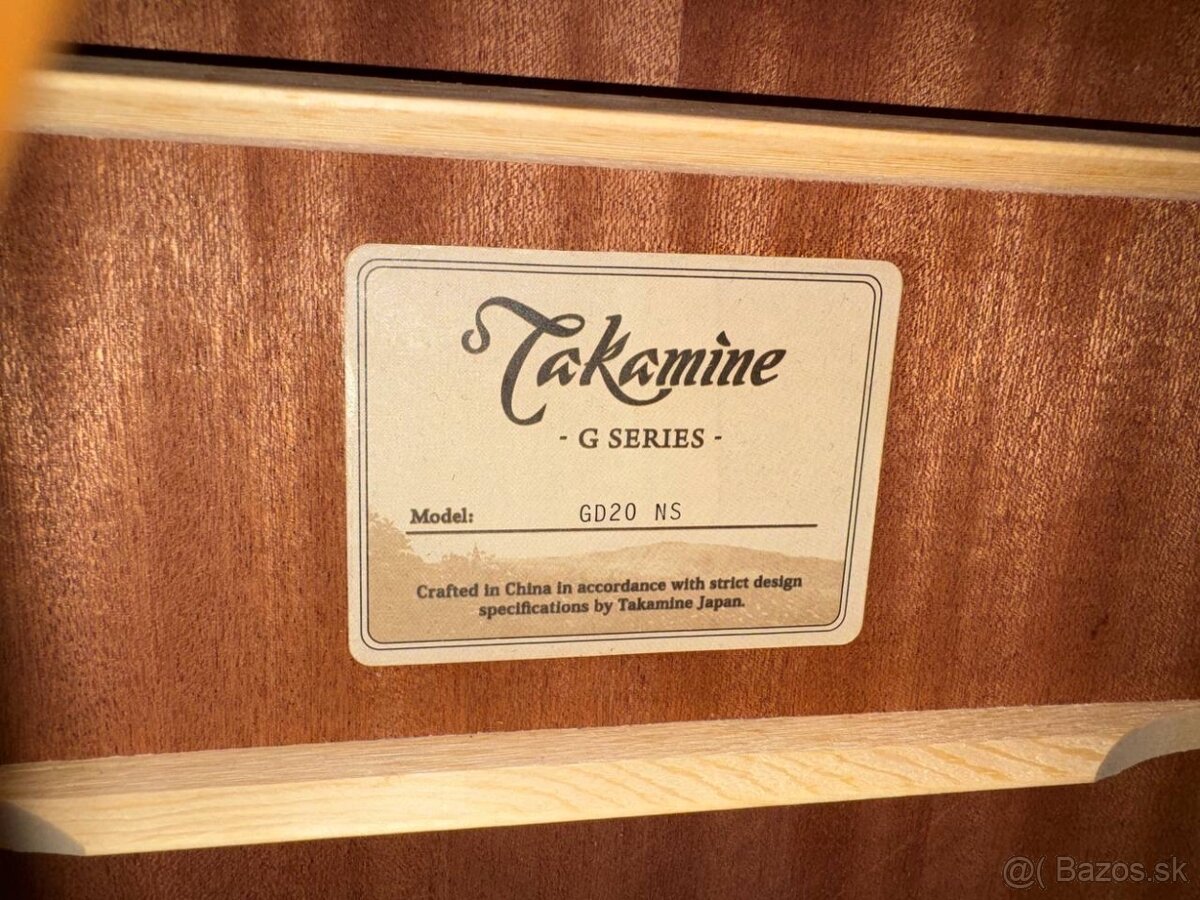 Takamine
- G SERIES -
Model: GD20 NS
Crafted in China in accordance with strict design
specifications by Takamine Japan.
@( Bazos.sk